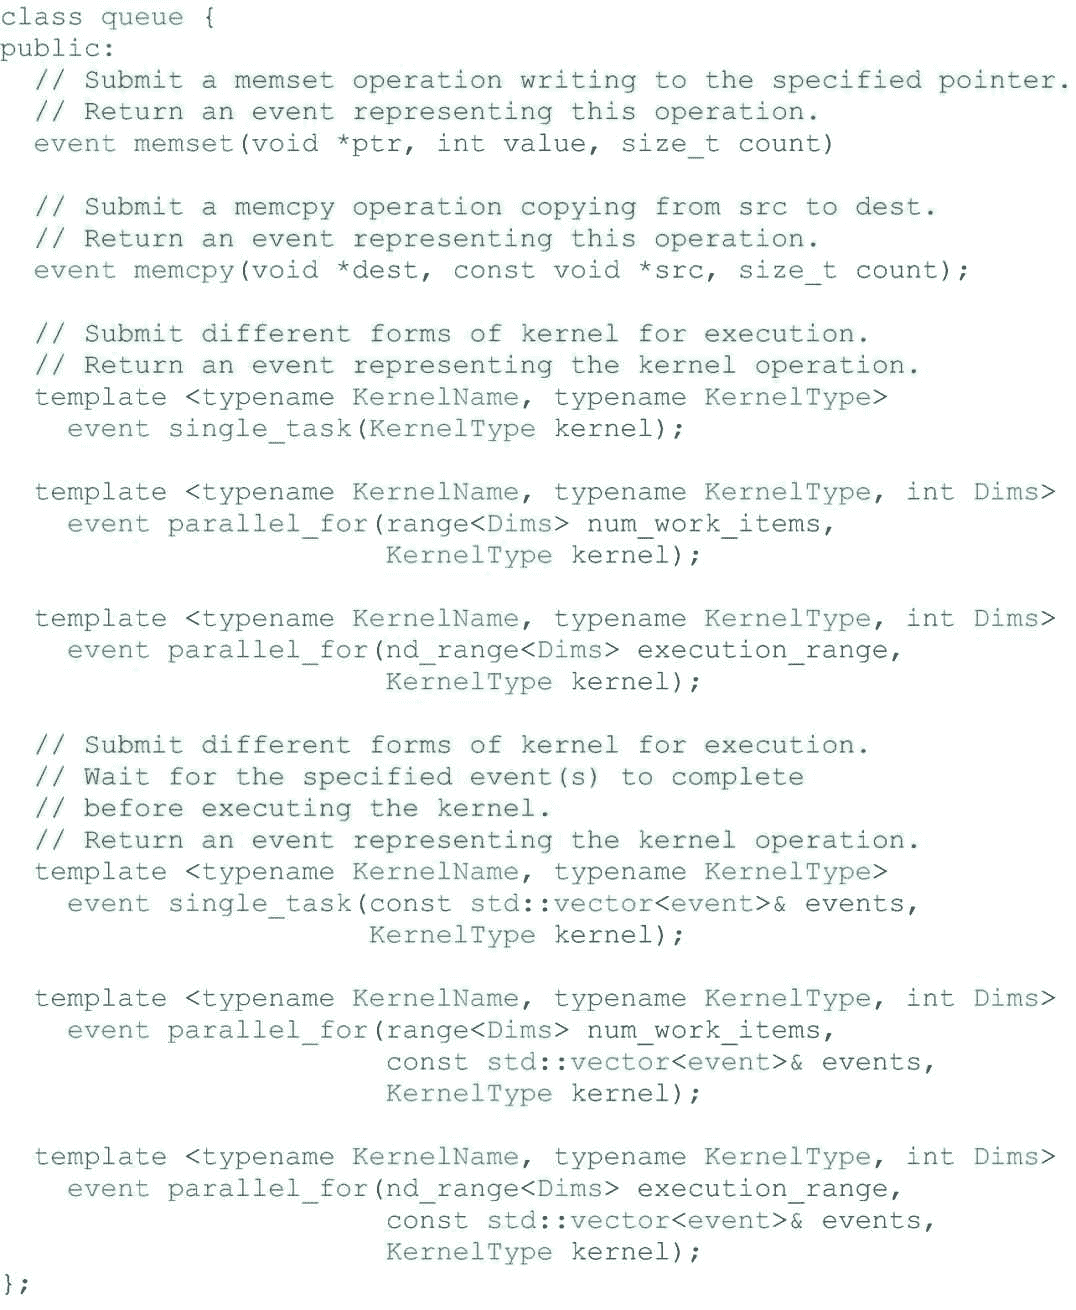 class queue {
public:
  // Submit a memset operation writing to the specified pointer.
  // Return an event representing this operation.
  event memset(void *ptr, int value, size_t count)

  // Submit a memcpy operation copying from src to dest.
  // Return an event representing this operation.
  event memcpy(void *dest, const void *src, size_t count);

  // Submit different forms of kernel for execution.
  // Return an event representing the kernel operation.
  template <typename KernelName, typename KernelType>
    event single_task(KernelType kernel);

  template <typename KernelName, typename KernelType, int Dims>
    event parallel_for(range<Dims> num_work_items,
                       KernelType kernel);

  template <typename KernelName, typename KernelType, int Dims>
    event parallel_for(nd_range<Dims> execution_range,
                       KernelType kernel);

  // Submit different forms of kernel for execution.
  // Wait for the specified event(s) to complete
  // before executing the kernel.
  // Return an event representing the kernel operation.
  template <typename KernelName, typename KernelType>
    event single_task(const std::vector<event>& events,
                      KernelType kernel);

  template <typename KernelName, typename KernelType, int Dims>
    event parallel_for(range<Dims> num_work_items,
                       const std::vector<event>& events,
                       KernelType kernel);

  template <typename KernelName, typename KernelType, int Dims>
    event parallel_for(nd_range<Dims> execution_range,
                       const std::vector<event>& events,
                       KernelType kernel);
};